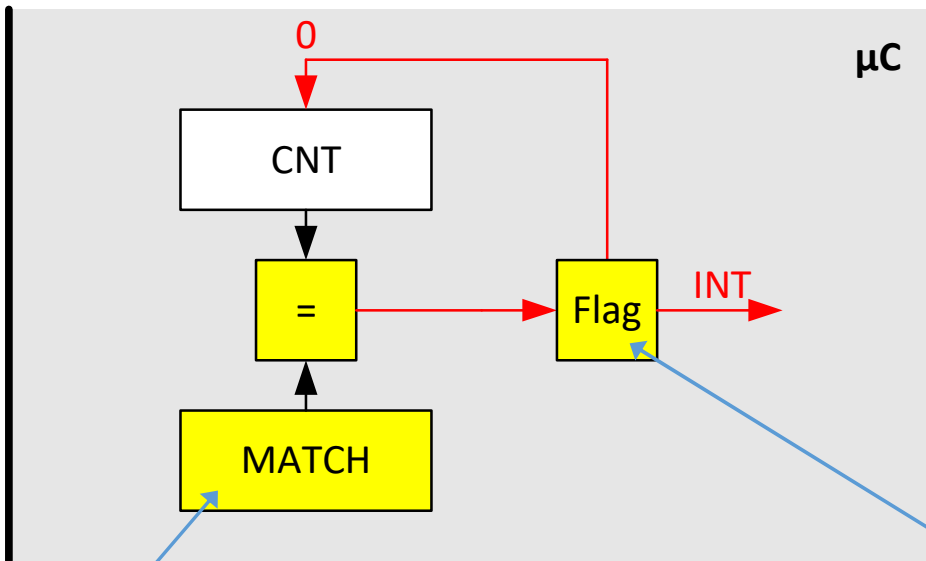 0
µC
CNT
=
Flag
INT
MATCH